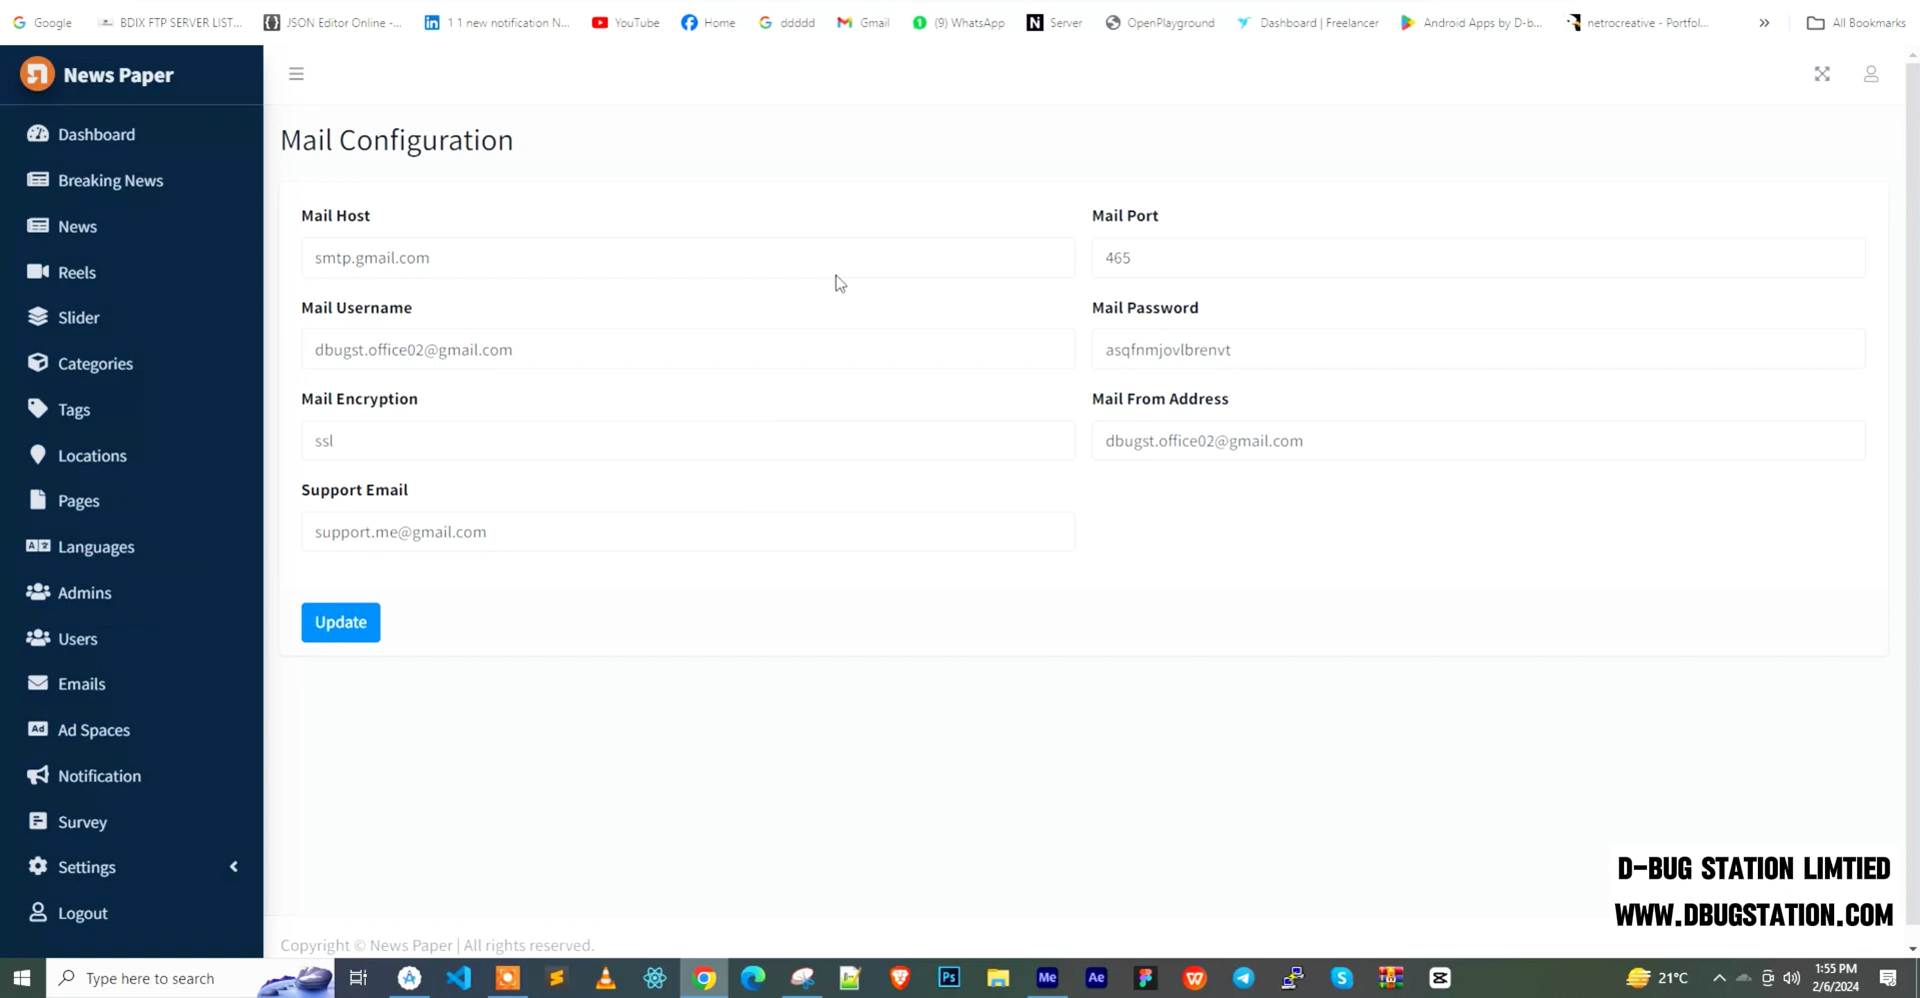 Google BDIX FTP SERVER LIST... JSON Editor Online -... 1 1 new notification N... YouTube Home ddddd Gmail (9) WhatsApp Server OpenPlayground Dashboard | Freelancer Android Apps by D-b... netrocreative - Portfol... » All Bookmarks
News Paper
Dashboard
Breaking News
News
Reels
Slider
Categories
Tags
Locations
Pages
Languages
Admins
Users
Emails
Ad Spaces
Notification
Survey
Settings
Logout
Mail Configuration
Mail Host
smtp.gmail.com
Mail Port
465
Mail Username
dbugst.office02@gmail.com
Mail Password
asqfnmjovlbrenvt
Mail Encryption
ssl
Mail From Address
dbugst.office02@gmail.com
Support Email
support.me@gmail.com
Update
D-BUG STATION LIMTIED
WWW.DBUGSTATION.COM
Copyright © News Paper | All rights reserved.
Type here to search
21°C
1:55 PM
2/6/2024